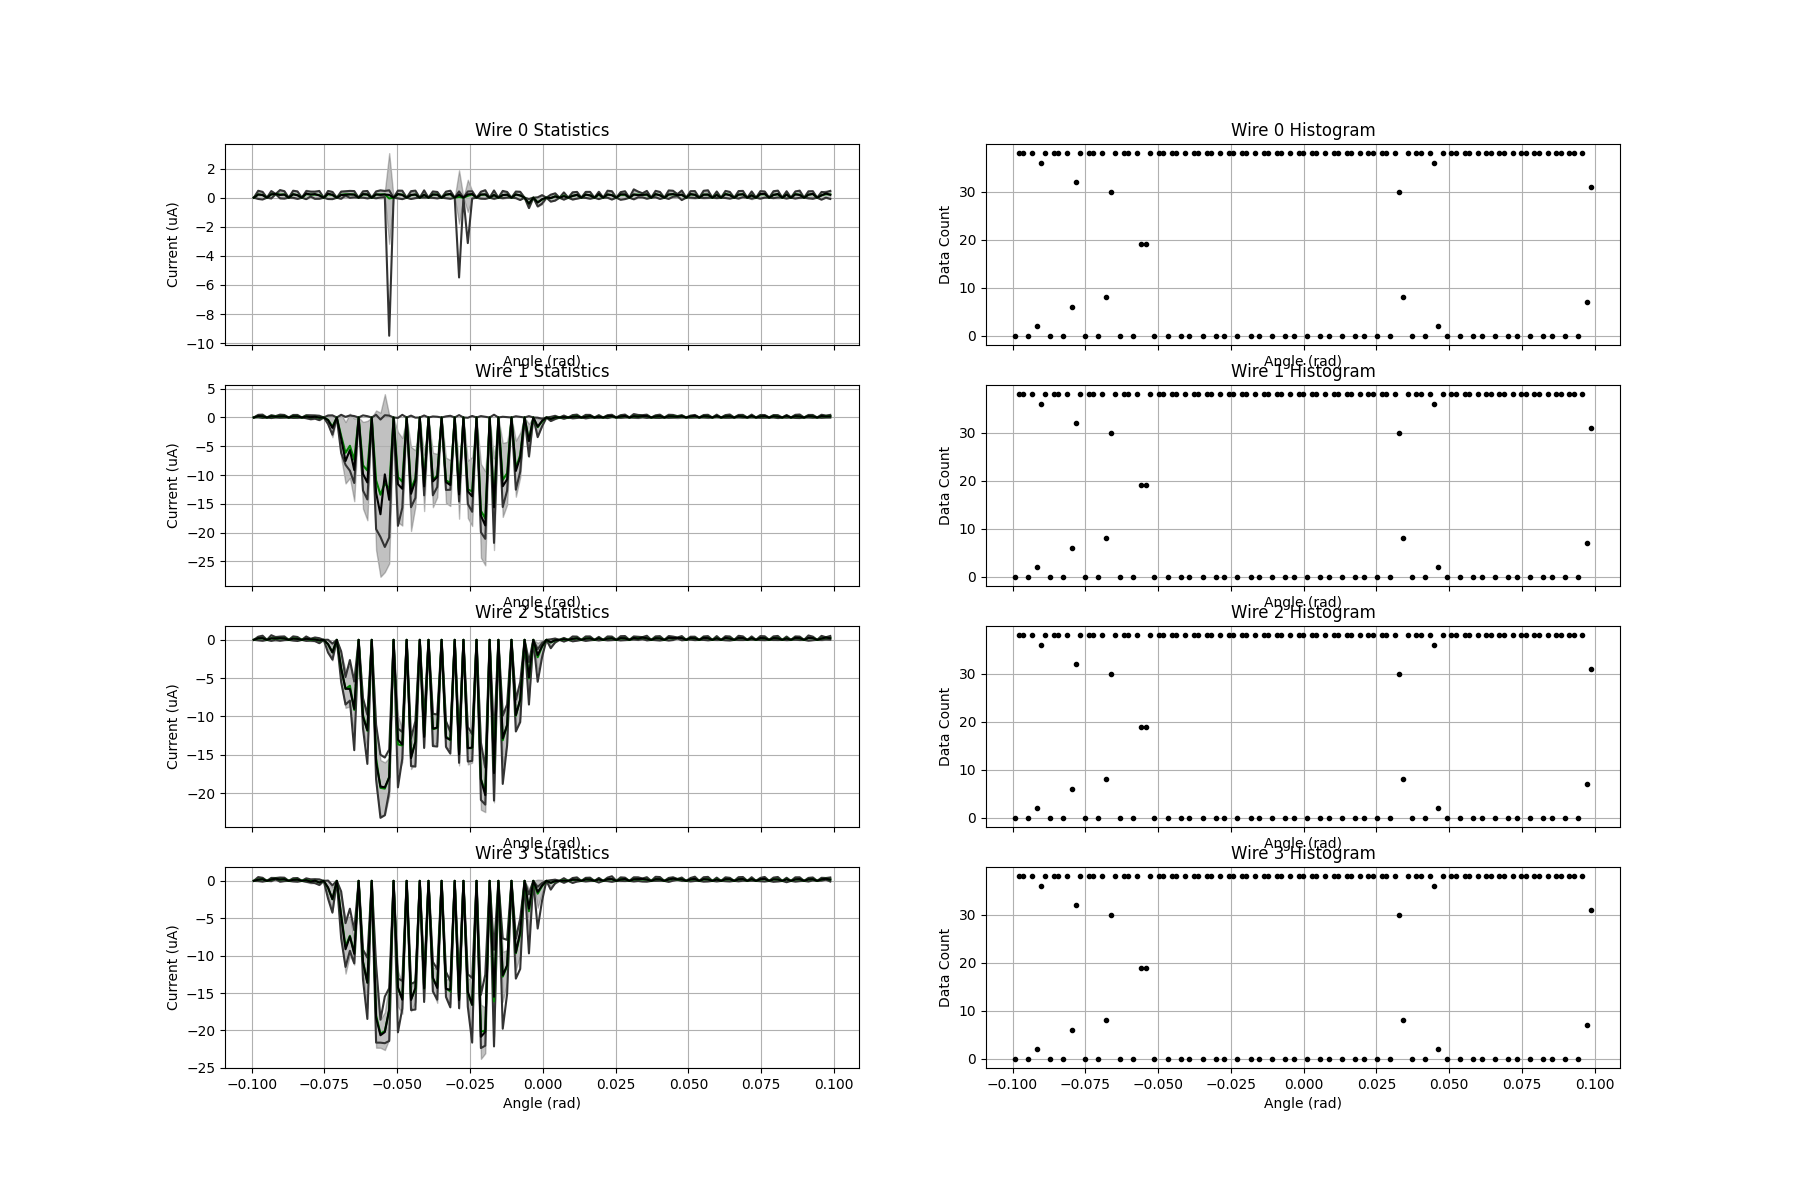 Wire 0 Statistics
Current (uA)
2
0
−2
−4
−6
−8
−10
Angle (rad)
Wire 0 Histogram
Data Count
30
20
10
0
Angle (rad)
Wire 1 Statistics
Current (uA)
5
0
−5
−10
−15
−20
−25
Angle (rad)
Wire 1 Histogram
Data Count
30
20
10
0
Angle (rad)
Wire 2 Statistics
Current (uA)
0
−5
−10
−15
−20
Angle (rad)
Wire 2 Histogram
Data Count
30
20
10
0
Angle (rad)
Wire 3 Statistics
Current (uA)
0
−5
−10
−15
−20
−25
−0.100 −0.075 −0.050 −0.025 0.000 0.025 0.050 0.075 0.100
Angle (rad)
Wire 3 Histogram
Data Count
30
20
10
0
−0.100 −0.075 −0.050 −0.025 0.000 0.025 0.050 0.075 0.100
Angle (rad)